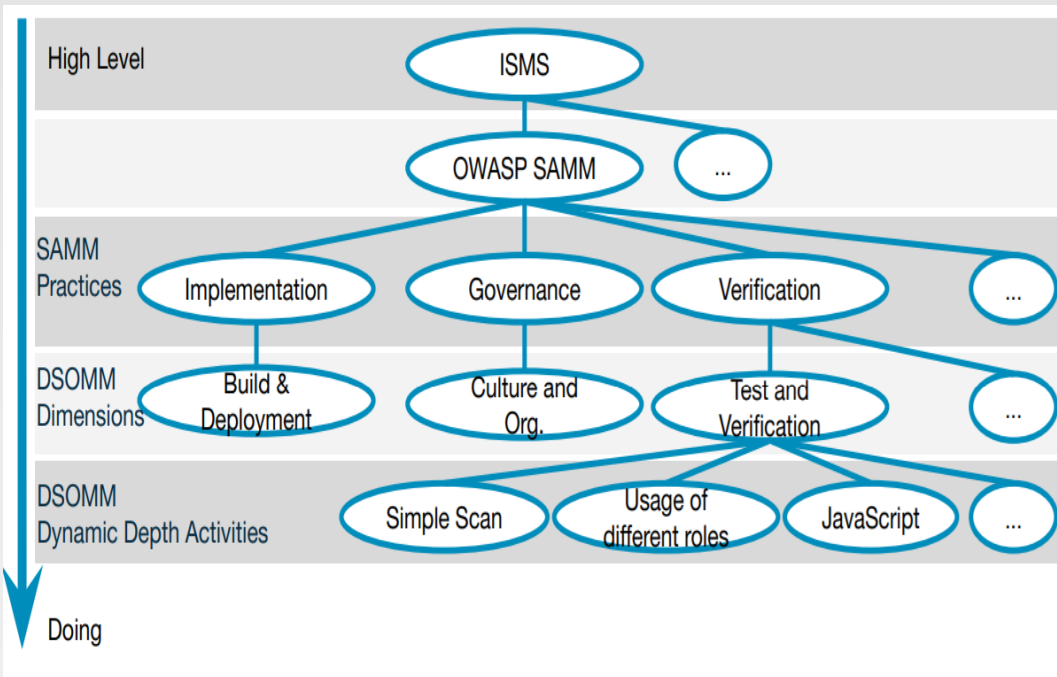 High Level
ISMS
OWASP SAMM
...
SAMM
Practices
Implementation
Governance
Verification
...
DSOMM
Dimensions
Build &
Deployment
Culture and
Org.
Test and
Verification
...
DSOMM
Dynamic Depth Activities
Simple Scan
Usage of
different roles
JavaScript
...
Doing